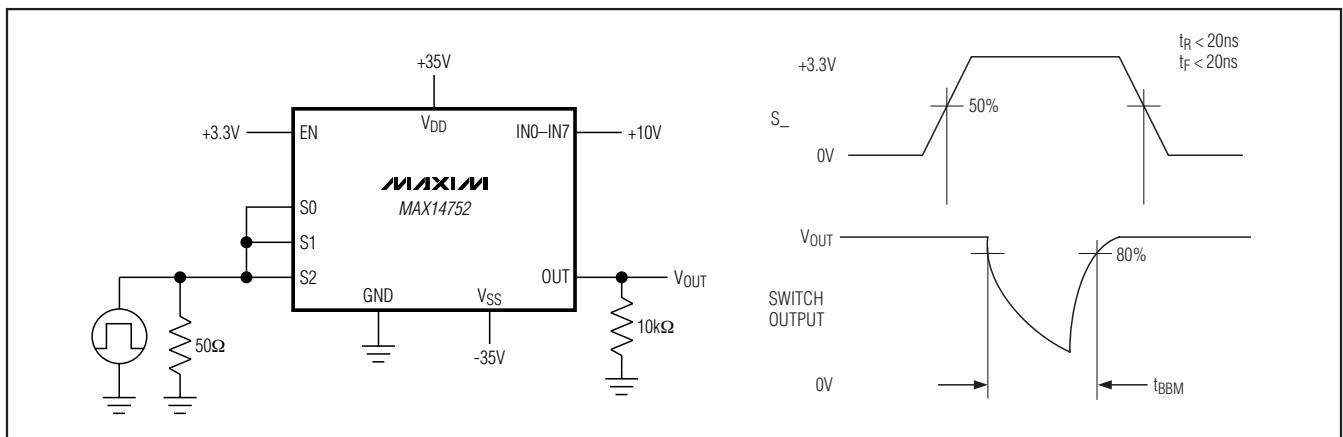 +35V
VDD
+3.3V
EN
IN0–IN7
+10V
MAXIM
MAX14752
S0
S1
S2
OUT
VOUT
GND
VSS
50Ω
10kΩ
-35V
tR < 20ns
tF < 20ns
+3.3V
50%
S_
0V
VOUT
80%
SWITCH
OUTPUT
0V
tBBM